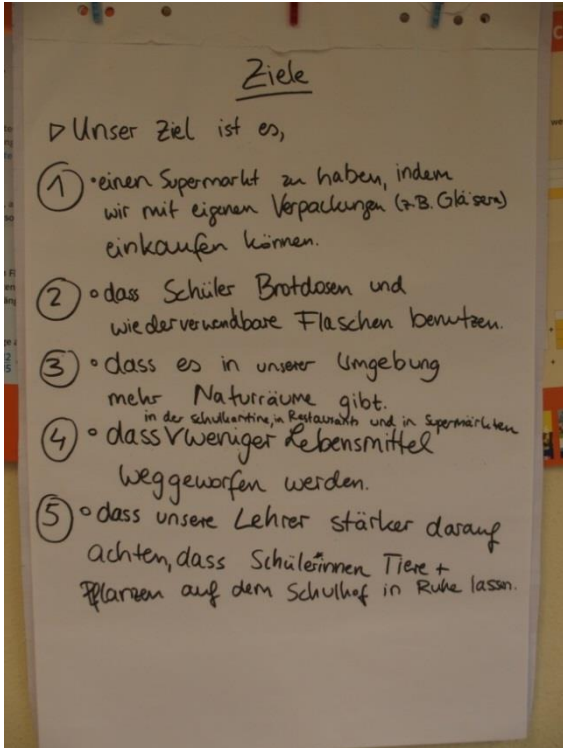 Ziele
▷ Unser Ziel ist es,
① • einen Supermarkt zu haben, indem
wir mit eigenen Verpackungen (z.B. Gläsern)
einkaufen können.
② ∘ dass Schüler Brotdosen und
wiederverwendbare Flaschen benutzen.
③ ∘ dass es in unserer Umgebung
mehr Naturräume gibt.
in der Schulkantine, in Restaurants und in Supermärkten
④ ∘ dass V weniger Lebensmittel
weggeworfen werden.
⑤ ∘ dass unsere Lehrer stärker darauf
achten, dass Schüler*innen Tiere +
Pflanzen auf dem Schulhof in Ruhe lassen.